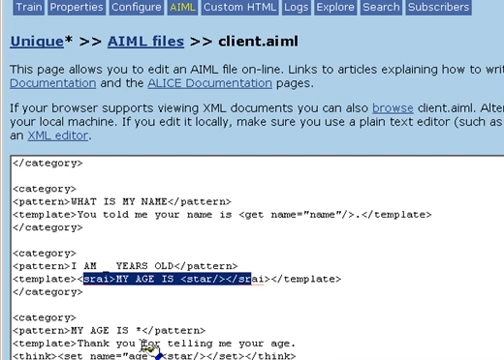 Train Properties Configure AIML Custom HTML Logs Explore Search Subscribers
Unique* >> AIML files >> client.aiml
This page allows you to edit an AIML file on-line. Links to articles explaining how to
Documentation and the ALICE Documentation pages.
If your browser supports viewing XML documents you can also browse client.aiml.
your local machine. If you edit it locally, make sure you use a plain text editor (such as
an XML editor.
</category>
<category>
<pattern>WHAT IS MY NAME</pattern>
<template>You told me your name is <get name="name"/>.</template>
</category>
<category>
<pattern>I AM _ YEARS OLD</pattern>
<template><srai>MY AGE IS <star/></srai></template>
</category>
<category>
<pattern>MY AGE IS *</pattern>
<template>Thank you for telling me your age.
<think><set name="age <star/></set></think>